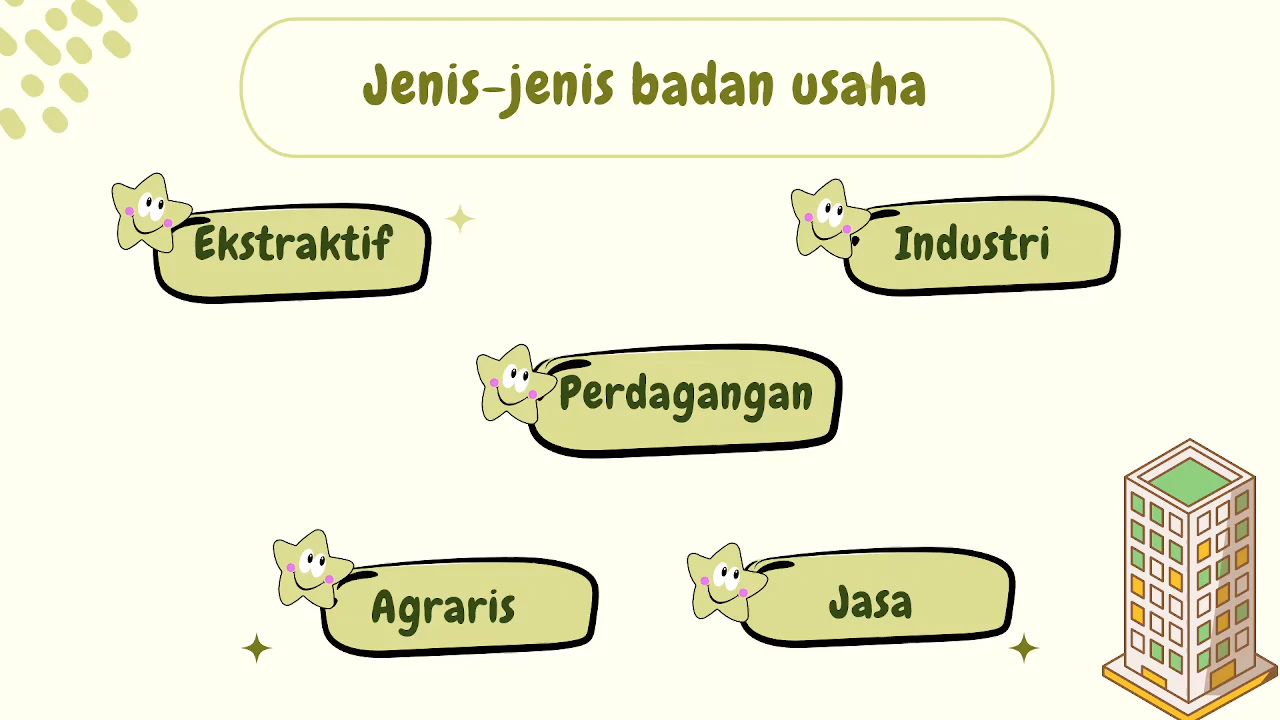 Jenis-jenis badan usaha
Ekstraktif
Industri
Perdagangan
Agraris
Jasa